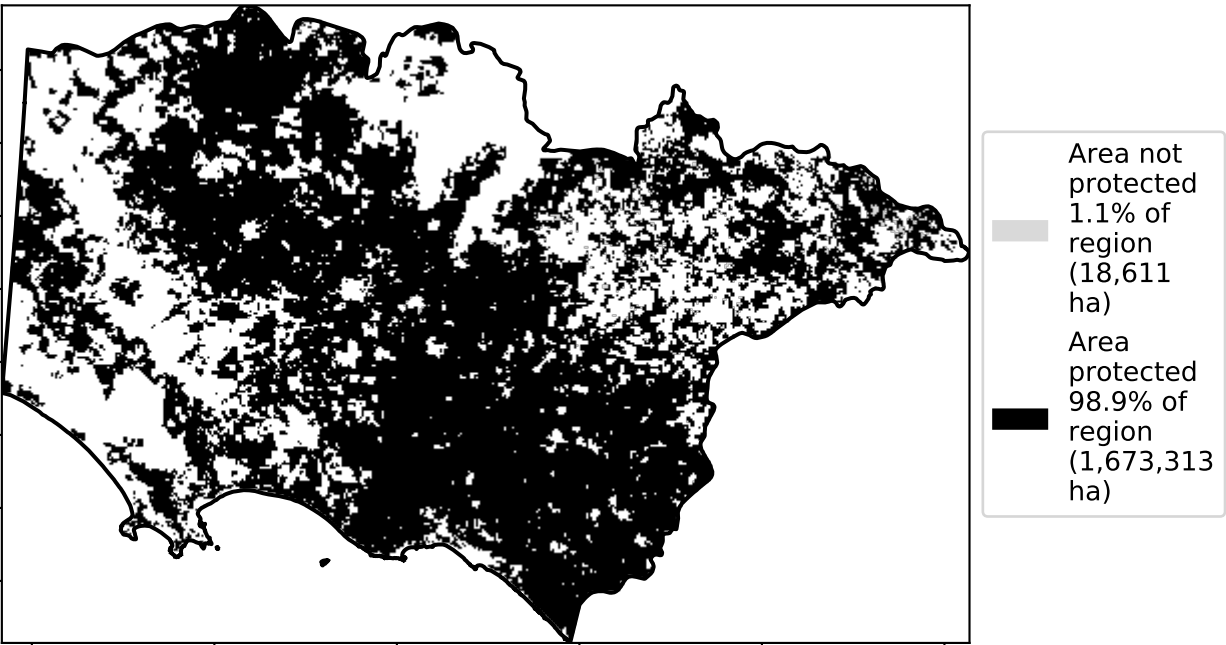 Area not
protected
1.1% of
region
(18,611
ha)
Area
protected
98.9% of
region
(1,673,313
ha)